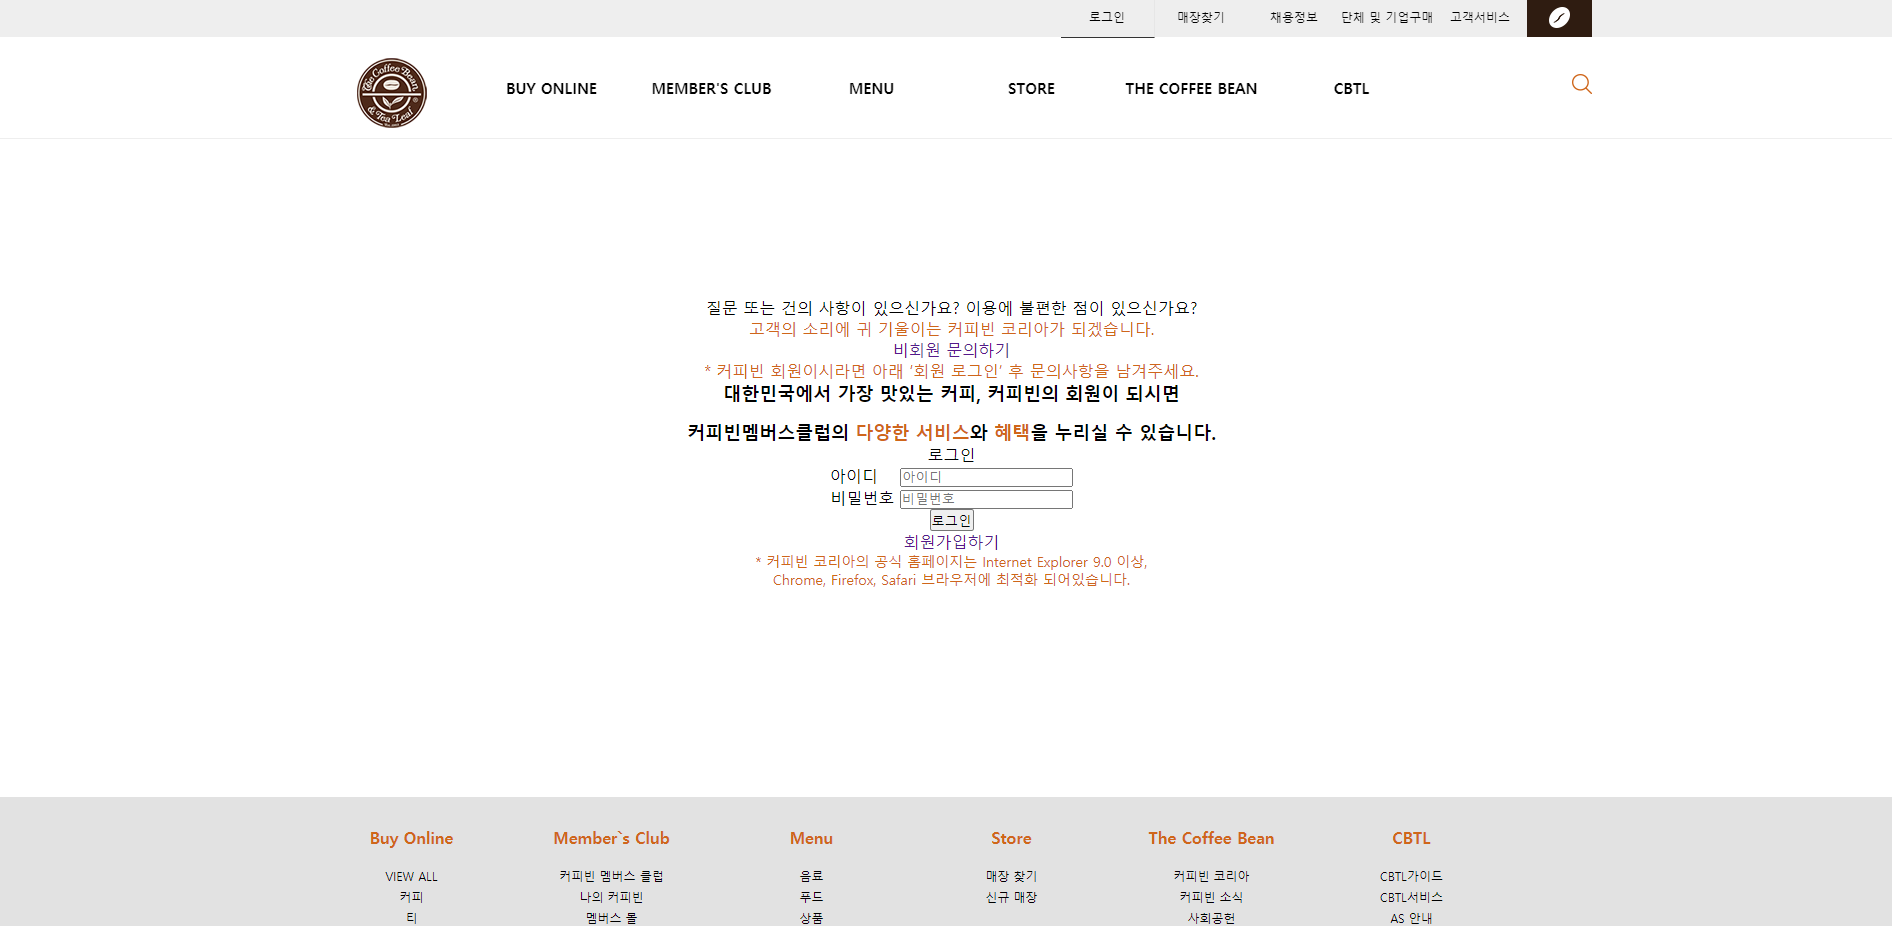 로그인 매장찾기 채용정보 단체 및 기업구매 고객서비스
The Coffee Bean & Tea Leaf
BUY ONLINE MEMBER'S CLUB MENU STORE THE COFFEE BEAN CBTL
질문 또는 건의 사항이 있으신가요? 이용에 불편한 점이 있으신가요?
고객의 소리에 귀 기울이는 커피빈 코리아가 되겠습니다.
비회원 문의하기
* 커피빈 회원이시라면 아래 '회원 로그인' 후 문의사항을 남겨주세요.
대한민국에서 가장 맛있는 커피, 커피빈의 회원이 되시면
커피빈멤버스클럽의 다양한 서비스와 혜택을 누리실 수 있습니다.
로그인
아이디 아이디
비밀번호 비밀번호
로그인
회원가입하기
* 커피빈 코리아의 공식 홈페이지는 Internet Explorer 9.0 이상,
Chrome, Firefox, Safari 브라우저에 최적화 되어있습니다.
Buy Online Member`s Club Menu Store The Coffee Bean CBTL
VIEW ALL 커피빈 멤버스 클럽 음료 매장 찾기 커피빈 코리아 CBTL가이드
커피 나의 커피빈 푸드 신규 매장 커피빈 소식 CBTL서비스
티 멤버스 몰 상품 사회공헌 AS 안내